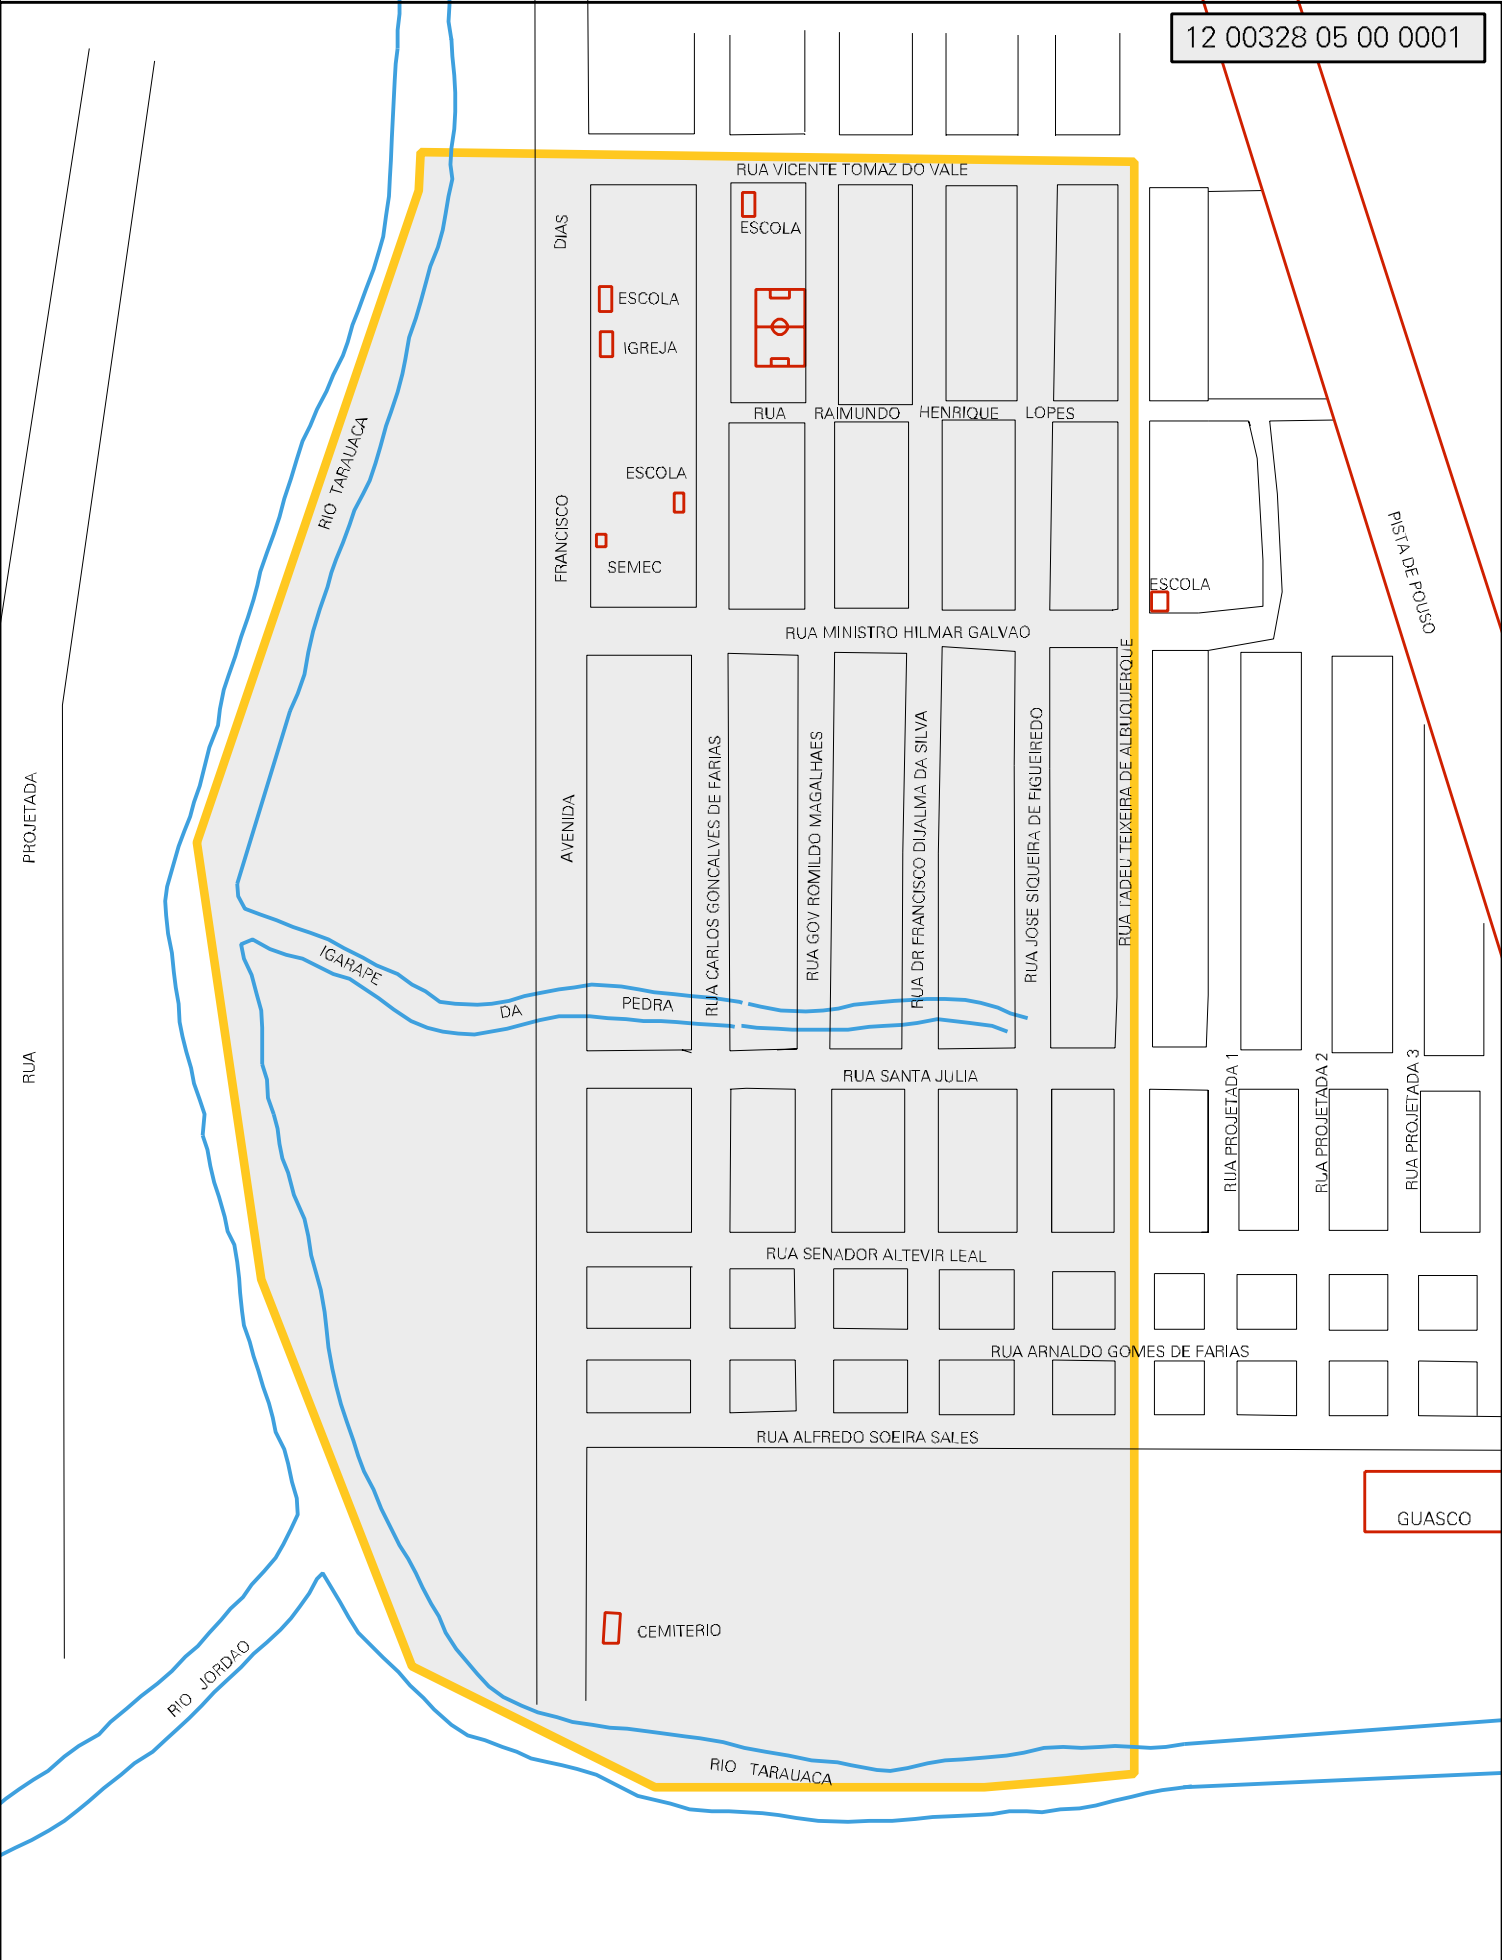 12 00328 05 00 0001
RUA VICENTE TOMAZ DO VALE
DIAS
ESCOLA
ESCOLA
IGREJA
RUA RAIMUNDO HENRIQUE LOPES
RIO TARAUACA
ESCOLA
FRANCISCO
SEMEC
PISTA DE POUSO
ESCOLA
RUA MINISTRO HILMAR GALVAO
PROJETADA
AVENIDA
RUA CARLOS GONCALVES DE FARIAS
RUA GOV ROMILDO MAGALHAES
RUA DR FRANCISCO DIJALMA DA SILVA
RUA JOSE SIQUEIRA DE FIGUEIREDO
RUA TADEU TEIXEIRA DE ALBUQUERQUE
IGARAPE DA PEDRA
RUA
RUA SANTA JULIA
RUA PROJETADA 1
RUA PROJETADA 2
RUA PROJETADA 3
RUA SENADOR ALTEVIR LEAL
RUA ARNALDO GOMES DE FARIAS
RUA ALFREDO SOEIRA SALES
GUASCO
CEMITERIO
RIO JORDAO
RIO TARAUACA